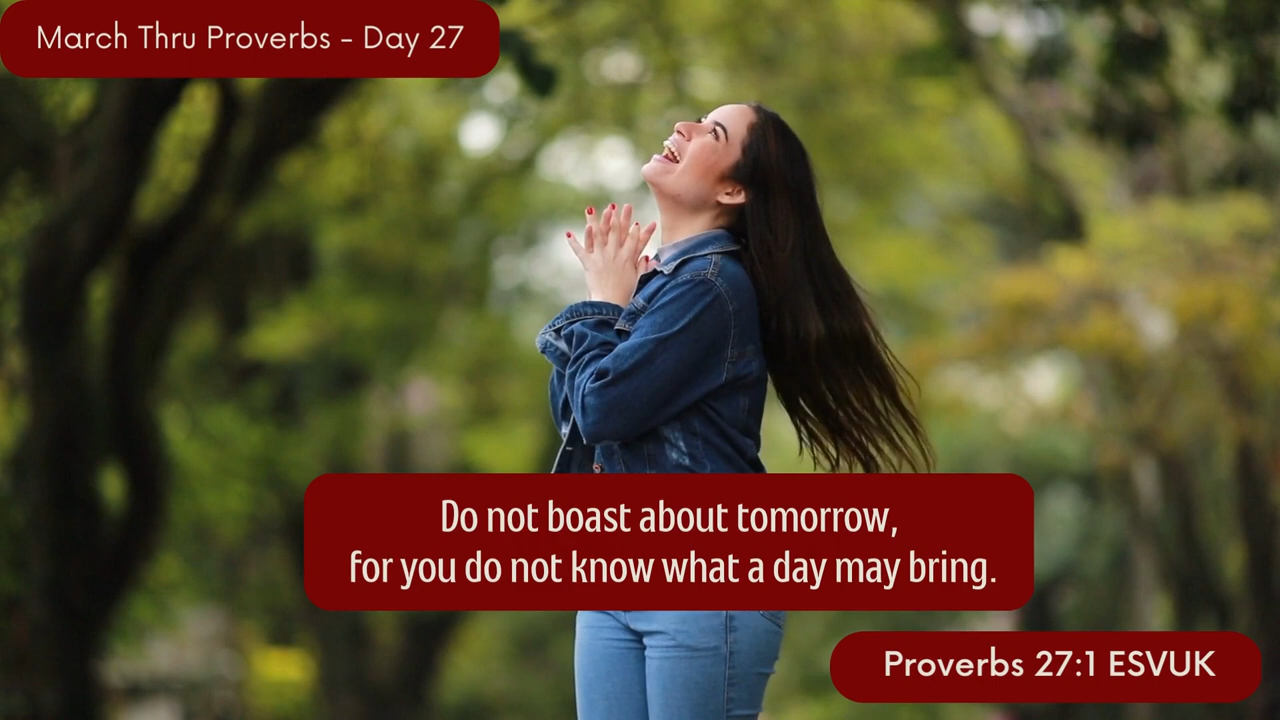 March Thru Proverbs - Day 27
Do not boast about tomorrow,
for you do not know what a day may bring.
Proverbs 27:1 ESVUK